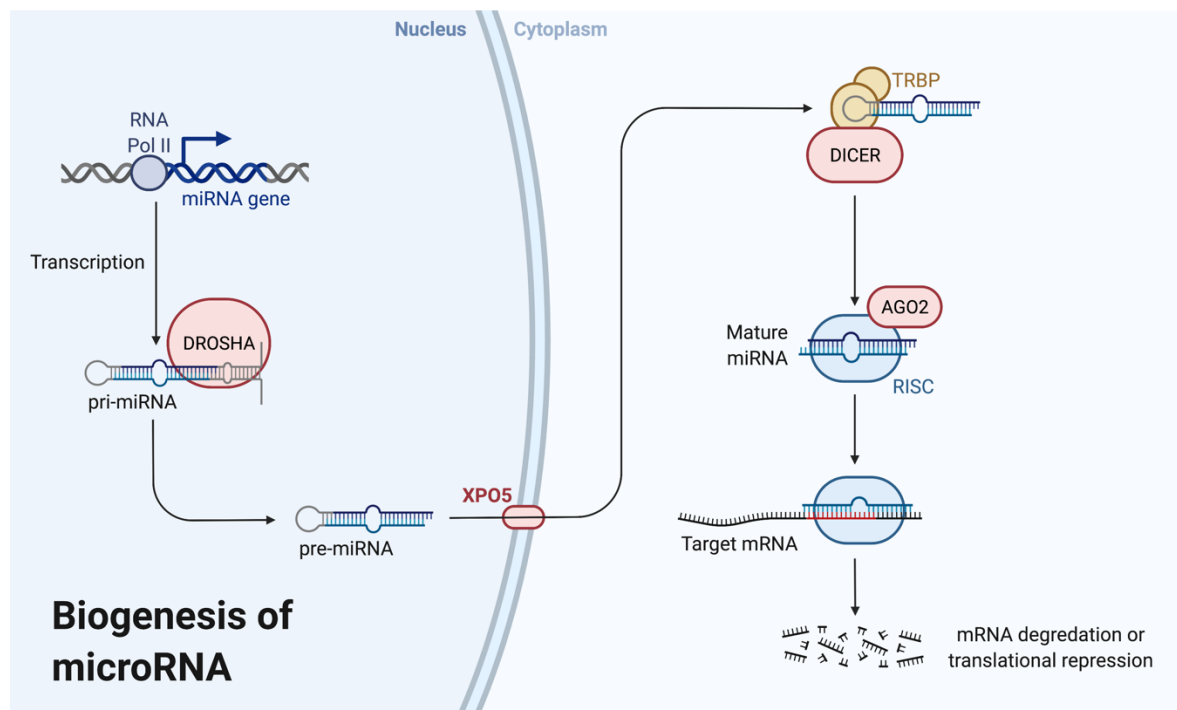 Nucleus
Cytoplasm
RNA
Pol II
miRNA gene
Transcription
DROSHA
pri-miRNA
XPO5
pre-miRNA
TRBP
DICER
AGO2
Mature
miRNA
RISC
Target mRNA
mRNA degredation or
translational repression
Biogenesis of
microRNA